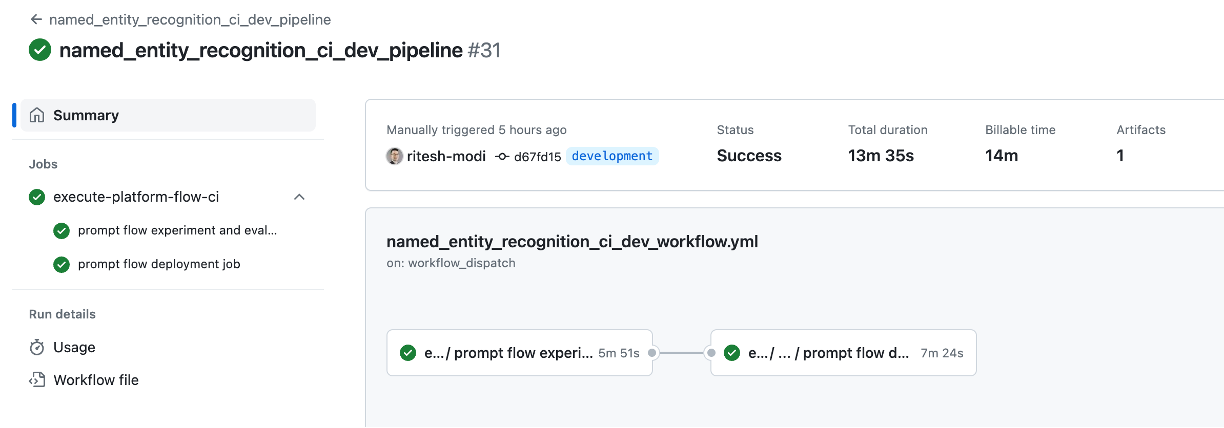 ← named_entity_recognition_ci_dev_pipeline
named_entity_recognition_ci_dev_pipeline #31
Summary
Jobs
execute-platform-flow-ci
prompt flow experiment and eval...
prompt flow deployment job
Run details
Usage
Workflow file
Manually triggered 5 hours ago
ritesh-modi d67fd15 development
Status
Success
Total duration
13m 35s
Billable time
14m
Artifacts
1
named_entity_recognition_ci_dev_workflow.yml
on: workflow_dispatch
e.../ prompt flow experi... 5m 51s
e.../ ... / prompt flow d... 7m 24s